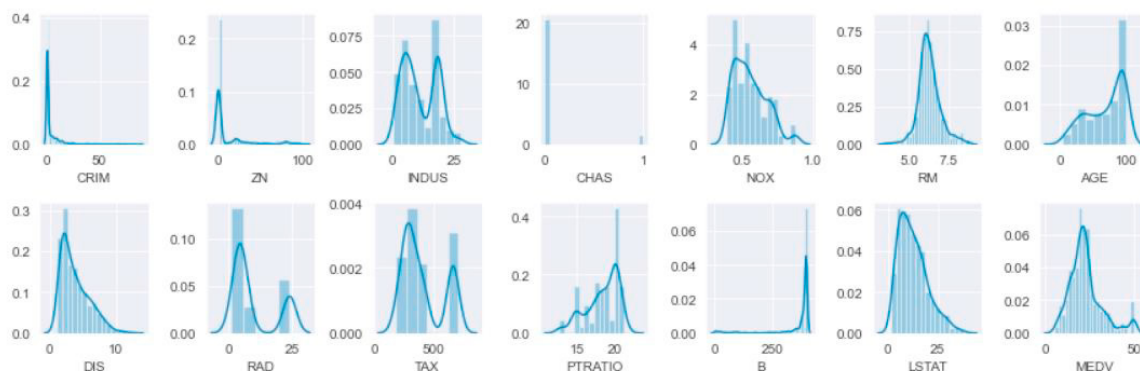 0.4 0.3 0.2 0.1 0.0
0 50
CRIM
0.2 0.1 0.0
0 100
ZN
0.075 0.050 0.025 0.000
0 25
INDUS
20 10 0
0 1
CHAS
4 2 0
0.5 1.0
NOX
0.75 0.50 0.25 0.00
5.0 7.5
RM
0.03 0.02 0.01 0.00
0 100
AGE
0.3 0.2 0.1 0.0
0 10
DIS
0.10 0.05 0.00
0 25
RAD
0.004 0.002 0.000
0 500
TAX
0.4 0.2 0.0
15 20
PTRATIO
0.06 0.04 0.02 0.00
0 250
B
0.06 0.04 0.02 0.00
0 25
LSTAT
0.06 0.04 0.02 0.00
0 50
MEDV